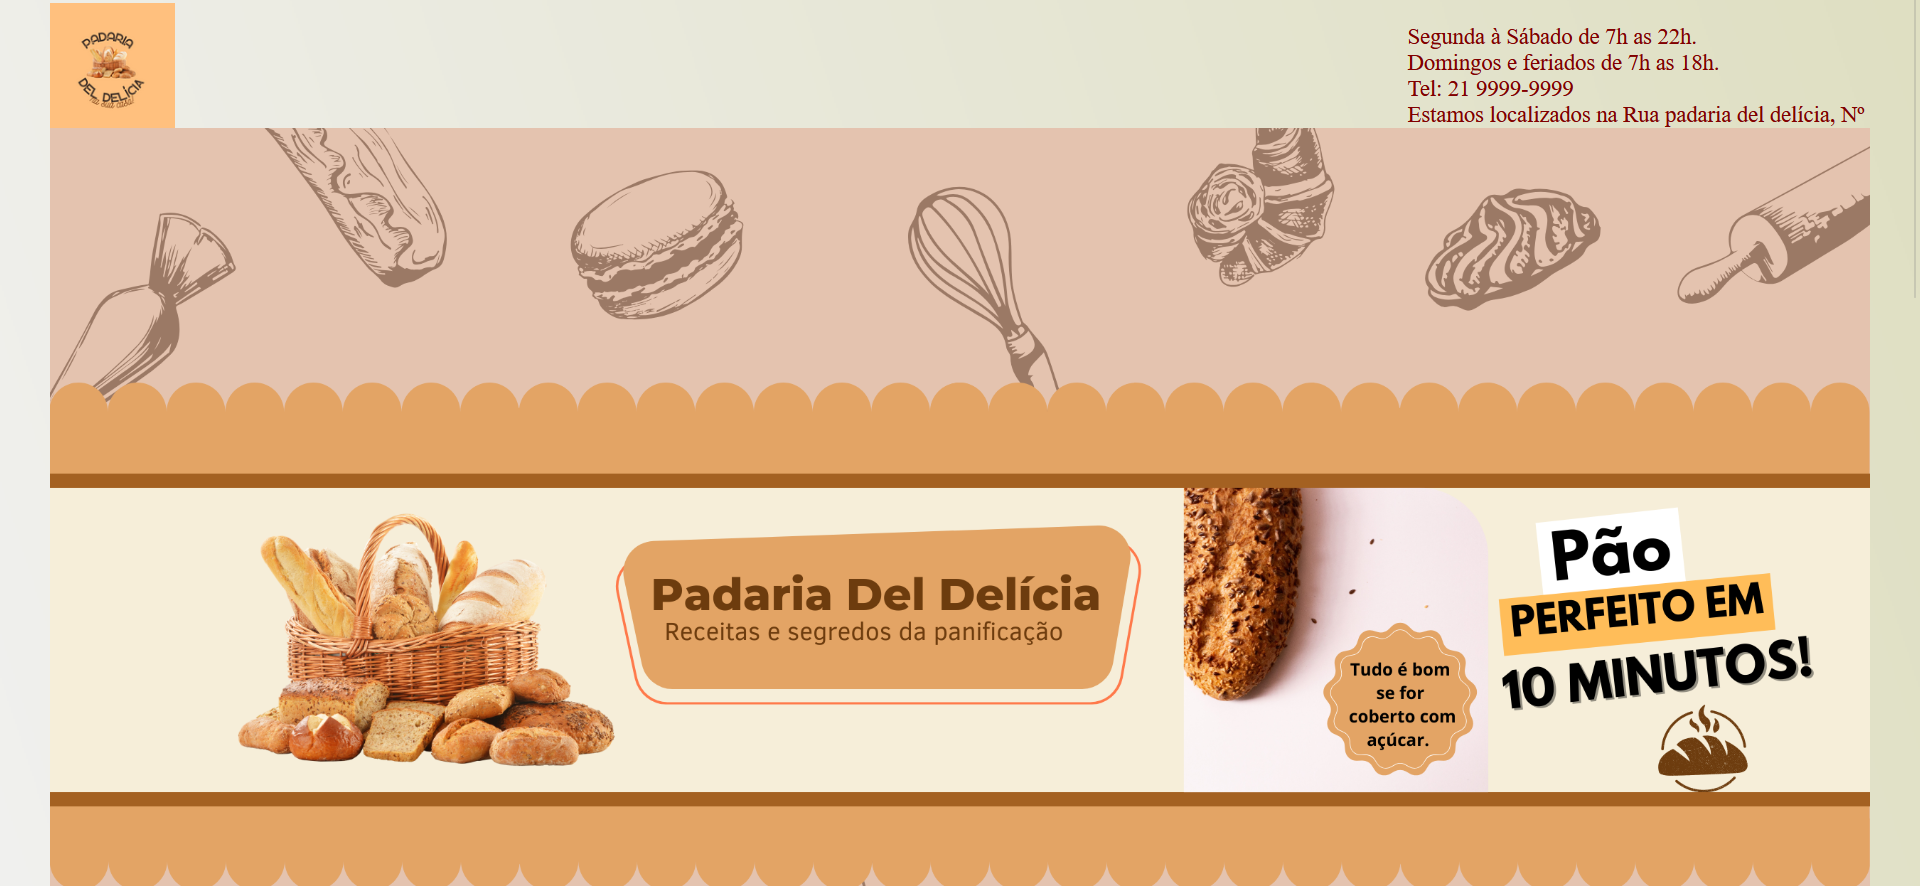 PADARIA
DEL DELÍCIA
Segunda à Sábado de 7h as 22h.
Domingos e feriados de 7h as 18h.
Tel: 21 9999-9999
Estamos localizados na Rua padaria del delícia, Nº
Padaria Del Delícia
Receitas e segredos da panificação
Tudo é bom
se for
coberto com
açúcar.
Pão
PERFEITO EM
10 MINUTOS!